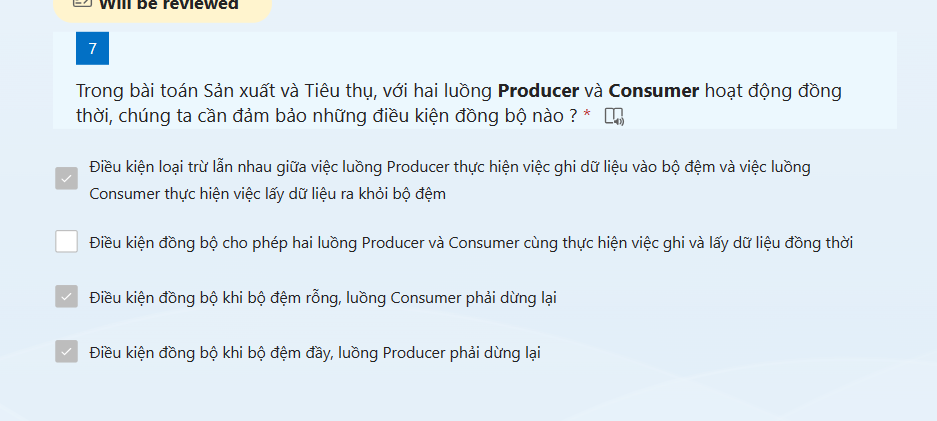 Will be reviewed
7
Trong bài toán Sản xuất và Tiêu thụ, với hai luồng Producer và Consumer hoạt động đồng
thời, chúng ta cần đảm bảo những điều kiện đồng bộ nào ? *
Điều kiện loại trừ lẫn nhau giữa việc luồng Producer thực hiện việc ghi dữ liệu vào bộ đệm và việc luồng
Consumer thực hiện việc lấy dữ liệu ra khỏi bộ đệm
Điều kiện đồng bộ cho phép hai luồng Producer và Consumer cùng thực hiện việc ghi và lấy dữ liệu đồng thời
Điều kiện đồng bộ khi bộ đệm rỗng, luồng Consumer phải dừng lại
Điều kiện đồng bộ khi bộ đệm đầy, luồng Producer phải dừng lại